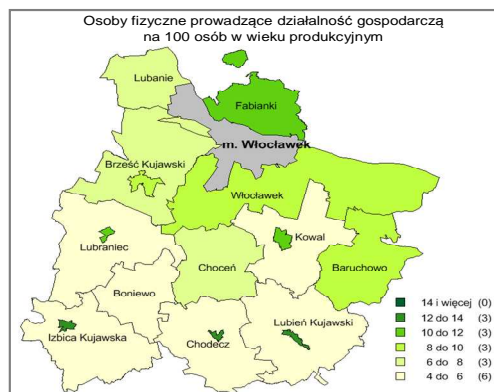 Osoby fizyczne prowadzące działalność gospodarczą
na 100 osób w wieku produkcyjnym
Lubanie
Fabianki
m. Włocławek
Brześć Kujawski
Włocławek
Lubraniec
Kowal
Choceń
Baruchowo
Boniewo
Izbica Kujawska
Chodecz
Lubień Kujawski
14 i więcej (0)
12 do 14 (3)
10 do 12 (3)
8 do 10 (3)
6 do 8 (3)
4 do 6 (6)